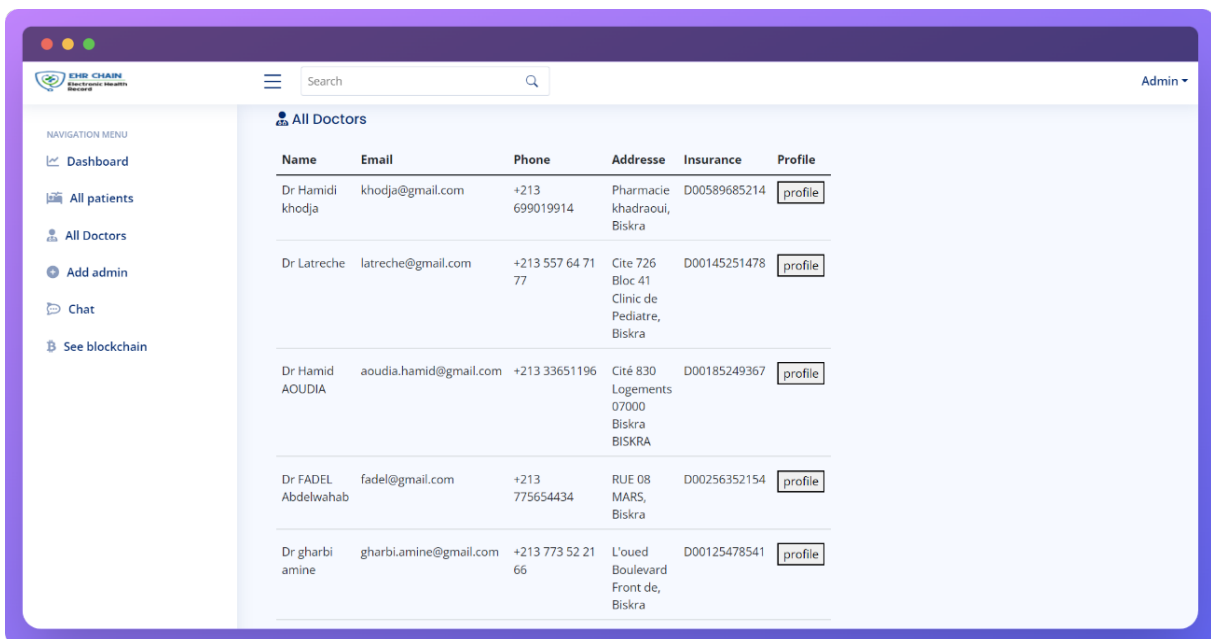 EHR CHAIN
Electronic Health
Record
Search
Admin
NAVIGATION MENU
Dashboard
All patients
All Doctors
Add admin
Chat
See blockchain
All Doctors
Name Email Phone Addresse Insurance Profile
Dr Hamidi khodja@gmail.com +213 Pharmacie D00589685214 profile
khodja 699019914 khadraoui,
Biskra
Dr Latreche latreche@gmail.com +213 557 64 71 Cite 726 D00145251478 profile
77 Bloc 41
Clinic de
Pediatre,
Biskra
Dr Hamid aoudia.hamid@gmail.com +213 33651196 Cité 830 D00185249367 profile
AOUDIA Logements
07000
Biskra
BISKRA
Dr FADEL fadel@gmail.com +213 RUE 08 D00256352154 profile
Abdelwahab 775654434 MARS,
Biskra
Dr gharbi gharbi.amine@gmail.com +213 773 52 21 L'oued D00125478541 profile
amine 66 Boulevard
Front de,
Biskra